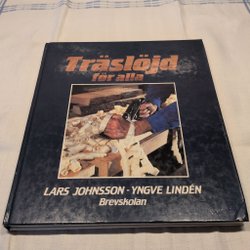 Träslöjd
för alla
LARS JOHNSSON - YNGVE LINDÉN
Brevskolan